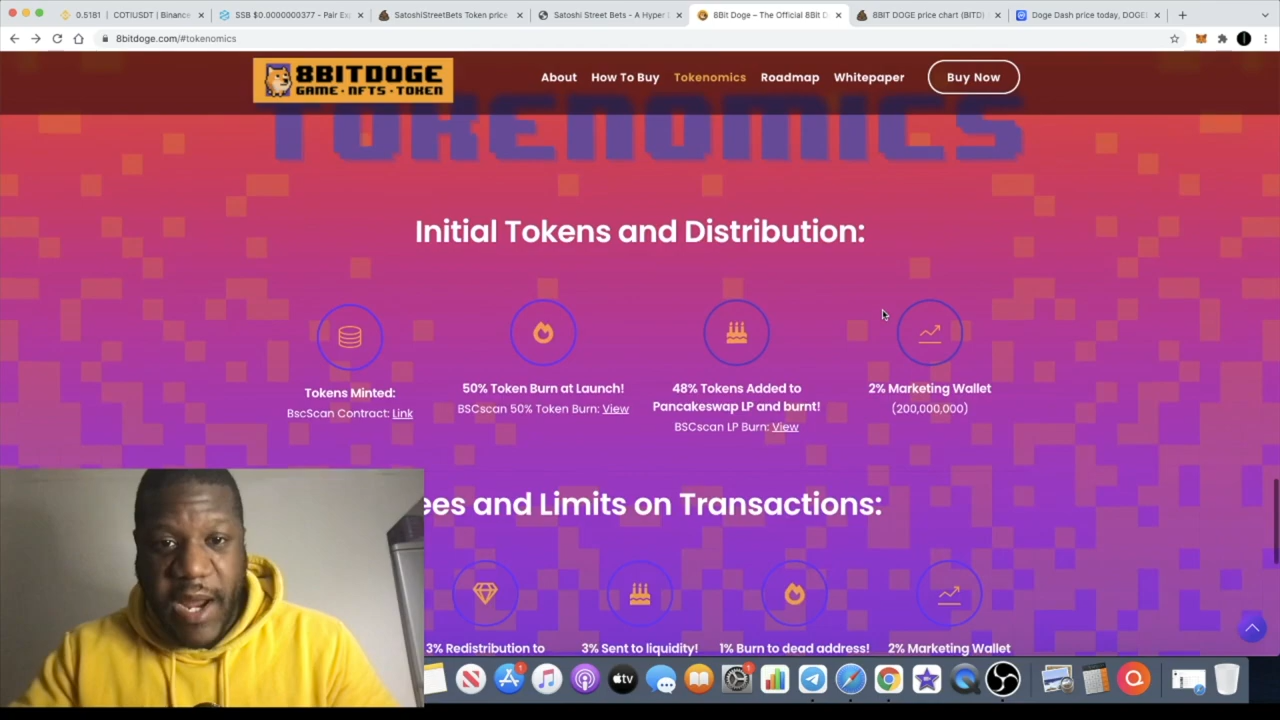 0.5181 | COTIUSDT | Binance
SSB $0.0000000377 - Pair Ex
SatoshiStreetBets Token price
Satoshi Street Bets - A Hyper
8Bit Doge – The Official 8Bit D
8BIT DOGE price chart (BITD)
Doge Dash price today, DOGE
8bitdoge.com/#tokenomics
8BITDOGE
GAME · NFTS · TOKEN
About
How To Buy
Tokenomics
Roadmap
Whitepaper
Buy Now
TOKENOMICS
Initial Tokens and Distribution:
Tokens Minted:
BscScan Contract: Link
50% Token Burn at Launch!
BSCscan 50% Token Burn: View
48% Tokens Added to
Pancakeswap LP and burnt!
BSCscan LP Burn: View
2% Marketing Wallet
(200,000,000)
ees and Limits on Transactions:
3% Redistribution to
3% Sent to liquidity!
1% Burn to dead address!
2% Marketing Wallet
tv
1
1